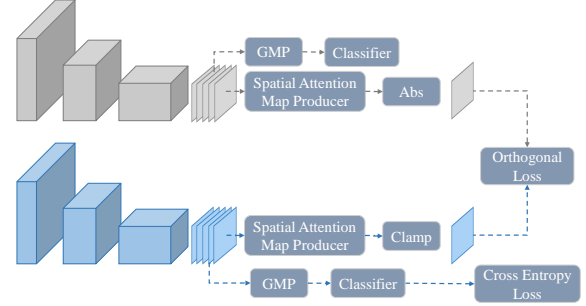 GMP
Classifier
Spatial Attention
Map Producer
Abs
Orthogonal
Loss
Spatial Attention
Map Producer
Clamp
GMP
Classifier
Cross Entropy
Loss